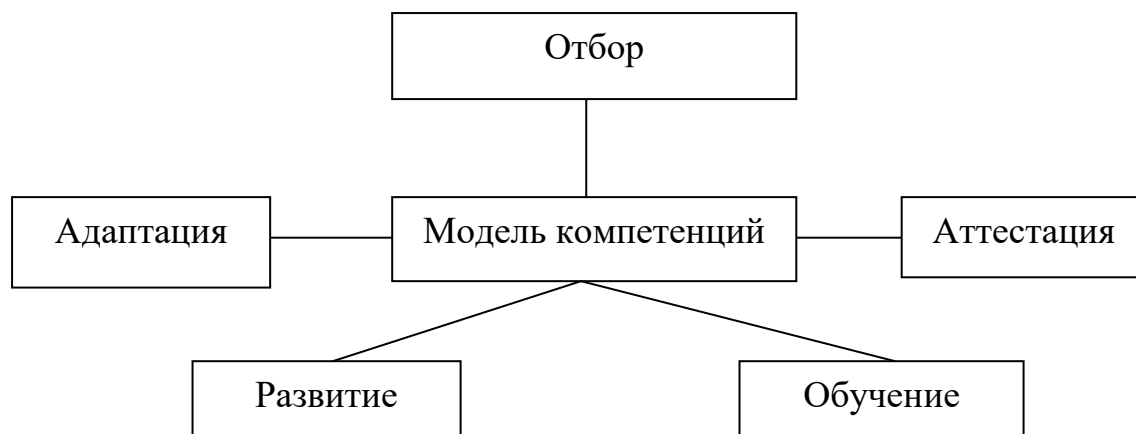 Отбор
Адаптация
Модель компетенций
Аттестация
Развитие
Обучение